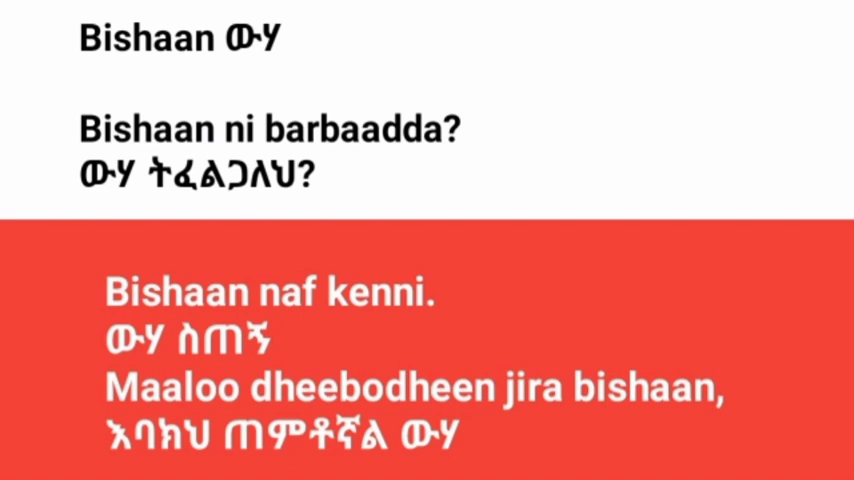 Bishaan ውሃ
Bishaan ni barbaadda?
ውሃ ትፈልጋለህ?
Bishaan naf kenni.
ውሃ ስጠኝ
Maaloo dheebodheen jira bishaan,
እባክህ ጠምቶኛል ውሃ